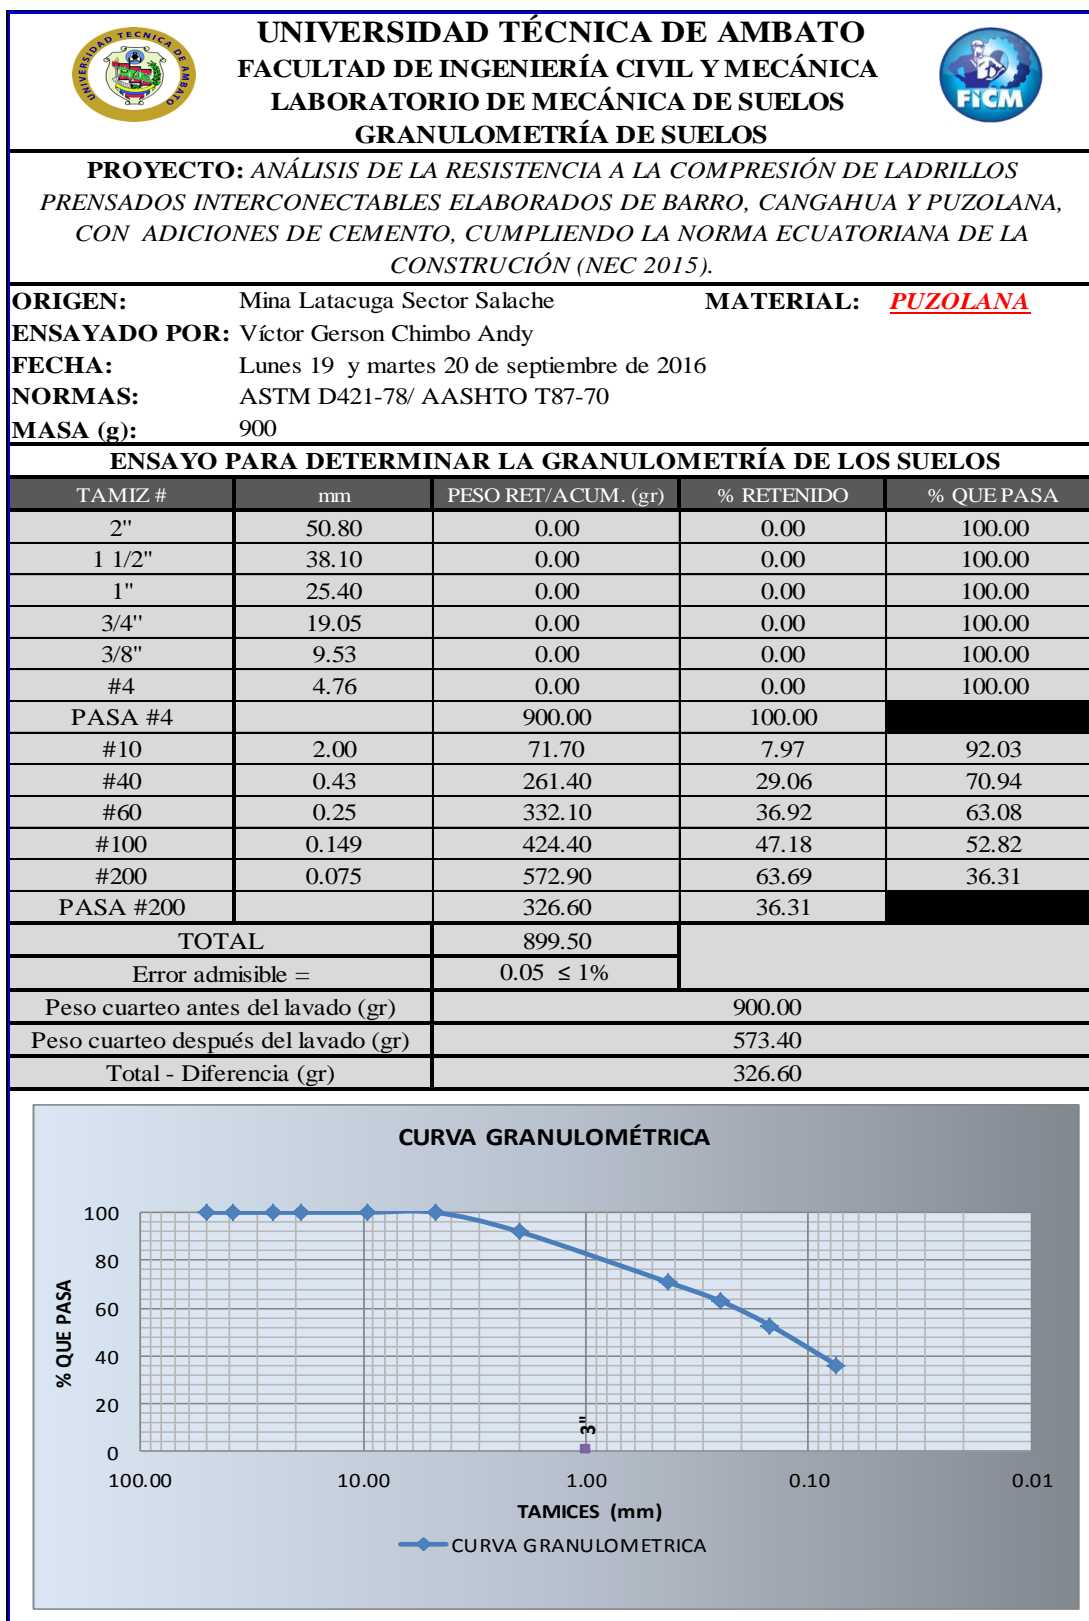 UNIVERSIDAD TÉCNICA DE AMBATO
UNIVERSIDAD TECNICA DE AMBATO
FICM
FACULTAD DE INGENIERÍA CIVIL Y MECÁNICA
LABORATORIO DE MECÁNICA DE SUELOS
GRANULOMETRÍA DE SUELOS
PROYECTO: ANÁLISIS DE LA RESISTENCIA A LA COMPRESIÓN DE LADRILLOS
PRENSADOS INTERCONECTABLES ELABORADOS DE BARRO, CANGAHUA Y PUZOLANA,
CON ADICIONES DE CEMENTO, CUMPLIENDO LA NORMA ECUATORIANA DE LA
CONSTRUCIÓN (NEC 2015).
ORIGEN: Mina Latacuga Sector Salache MATERIAL: PUZOLANA
ENSAYADO POR: Víctor Gerson Chimbo Andy
FECHA: Lunes 19 y martes 20 de septiembre de 2016
NORMAS: ASTM D421-78/ AASHTO T87-70
MASA (g): 900
ENSAYO PARA DETERMINAR LA GRANULOMETRÍA DE LOS SUELOS
TAMIZ # mm PESO RET/ACUM. (gr) % RETENIDO % QUE PASA
2" 50.80 0.00 0.00 100.00
1 1/2" 38.10 0.00 0.00 100.00
1" 25.40 0.00 0.00 100.00
3/4" 19.05 0.00 0.00 100.00
3/8" 9.53 0.00 0.00 100.00
#4 4.76 0.00 0.00 100.00
PASA #4 900.00 100.00
#10 2.00 71.70 7.97 92.03
#40 0.43 261.40 29.06 70.94
#60 0.25 332.10 36.92 63.08
#100 0.149 424.40 47.18 52.82
#200 0.075 572.90 63.69 36.31
PASA #200 326.60 36.31
TOTAL 899.50
Error admisible = 0.05 ≤ 1%
Peso cuarteo antes del lavado (gr) 900.00
Peso cuarteo después del lavado (gr) 573.40
Total - Diferencia (gr) 326.60
CURVA GRANULOMÉTRICA
% QUE PASA
100
80
60
40
20
0
3"
100.00 10.00 1.00 0.10 0.01
TAMICES (mm)
CURVA GRANULOMETRICA